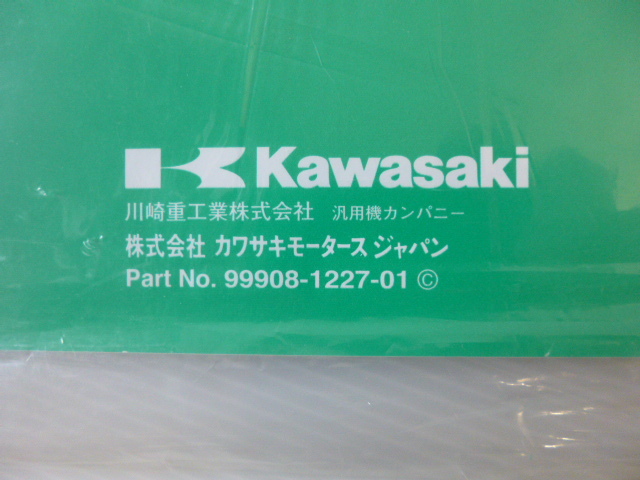 Kawasaki
川崎重工業株式会社 汎用機カンパニー
株式会社 カワサキモータースジャパン
Part No. 99908-1227-01 ©